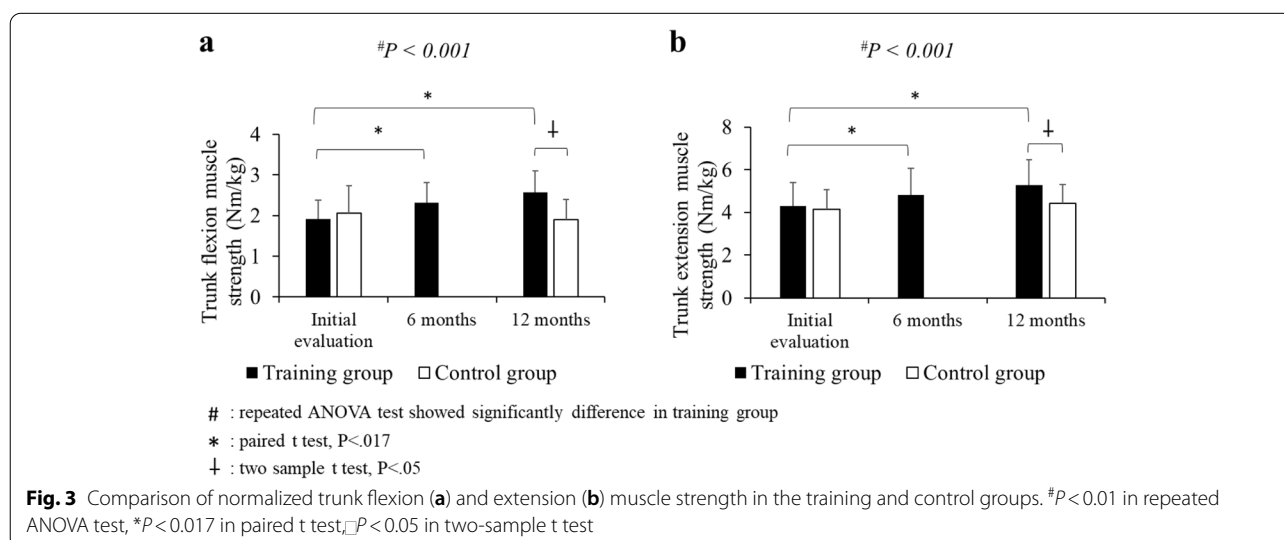 a
#P < 0.001
*
*
┼
Trunk flexion muscle
strength (Nm/kg)
4
3
2
1
0
Initial
evaluation
6 months
12 months
■ Training group □ Control group
b
#P < 0.001
*
*
┼
Trunk extension muscle
strength (Nm/kg)
8
6
4
2
0
Initial
evaluation
6 months
12 months
■ Training group □ Control group
# : repeated ANOVA test showed significantly difference in training group
* : paired t test, P<.017
┼ : two sample t test, P<.05
Fig. 3 Comparison of normalized trunk flexion (a) and extension (b) muscle strength in the training and control groups. #P < 0.01 in repeated
ANOVA test, *P < 0.017 in paired t test,□P < 0.05 in two-sample t test